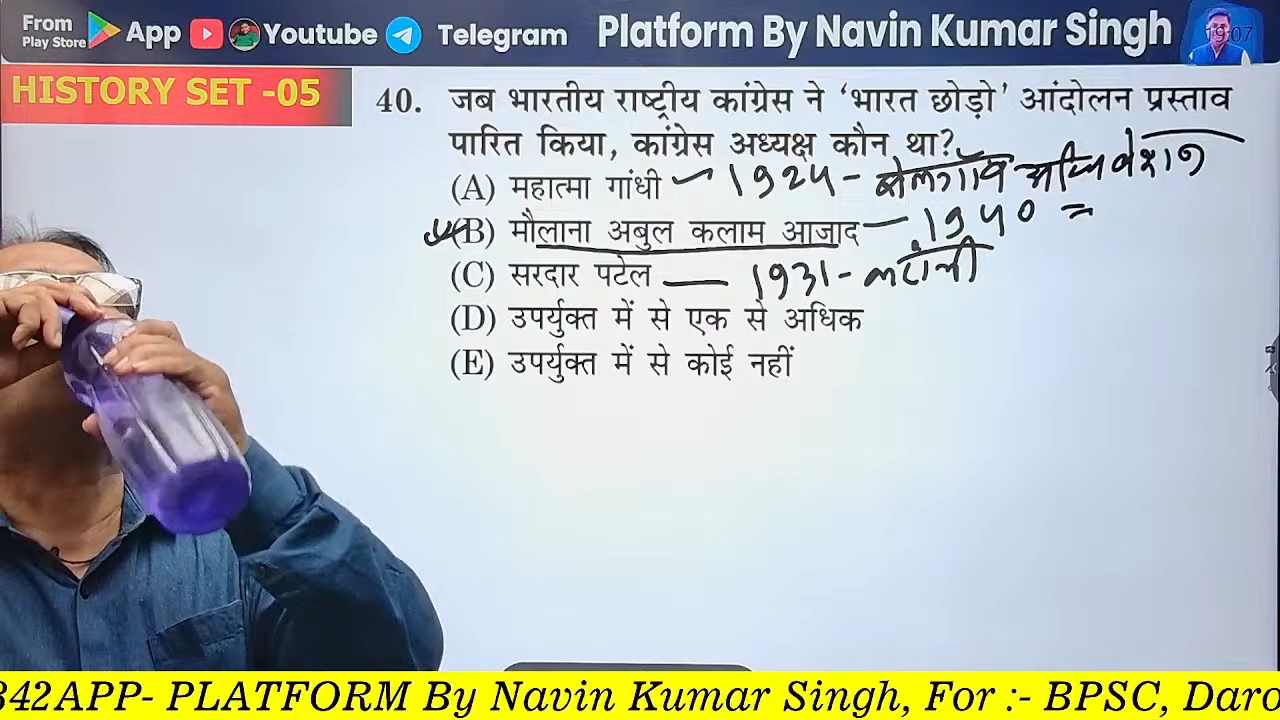 From
Play Store
App
Youtube
Telegram
Platform By Navin Kumar Singh
HISTORY SET -05
40. जब भारतीय राष्ट्रीय कांग्रेस ने ‘भारत छोड़ो’ आंदोलन प्रस्ताव
पारित किया, कांग्रेस अध्यक्ष कौन था?
(A) महात्मा गांधी - 1924 - बेलगाँव अधिवेशन
(B) मौलाना अबुल कलाम आजाद - 1940 =
(C) सरदार पटेल - 1931 - कराँची
(D) उपर्युक्त में से एक से अधिक
(E) उपर्युक्त में से कोई नहीं
342APP- PLATFORM By Navin Kumar Singh, For :- BPSC, Daro